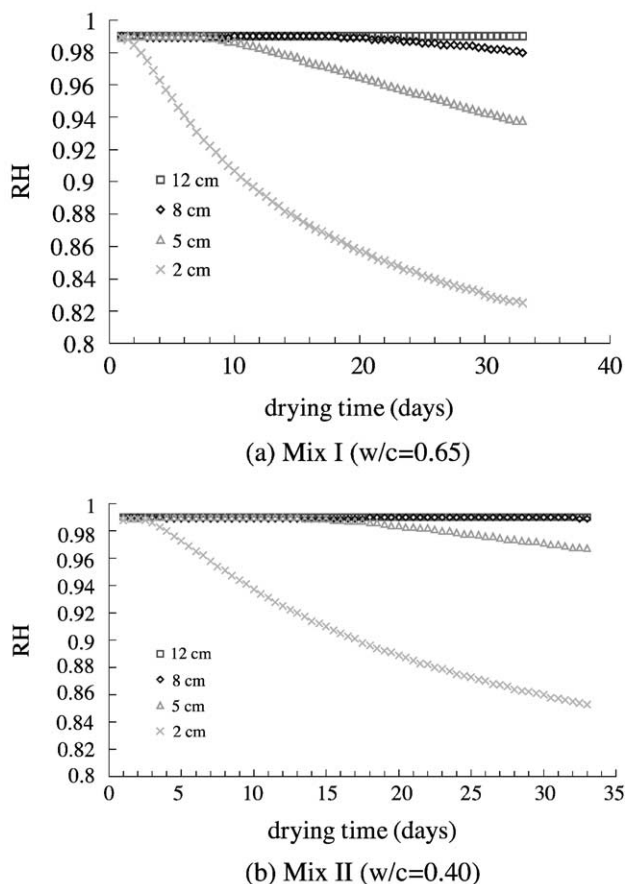 1
0.98
0.96
0.94
0.92
0.9
0.88
0.86
0.84
0.82
0.8
RH
12 cm
8 cm
5 cm
2 cm
0 10 20 30 40
drying time (days)
(a) Mix I (w/c=0.65)
1
0.98
0.96
0.94
0.92
0.9
0.88
0.86
0.84
0.82
0.8
RH
12 cm
8 cm
5 cm
2 cm
0 5 10 15 20 25 30 35
drying time (days)
(b) Mix II (w/c=0.40)